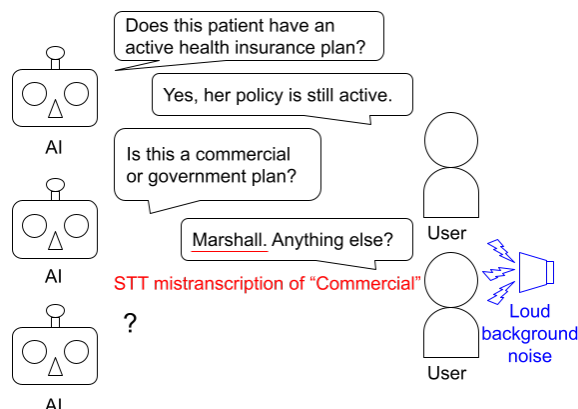 Does this patient have an
active health insurance plan?
Yes, her policy is still active.
AI
Is this a commercial
or government plan?
User
Marshall. Anything else?
AI
STT mistranscription of “Commercial”
?
Loud
background
noise
User
AI